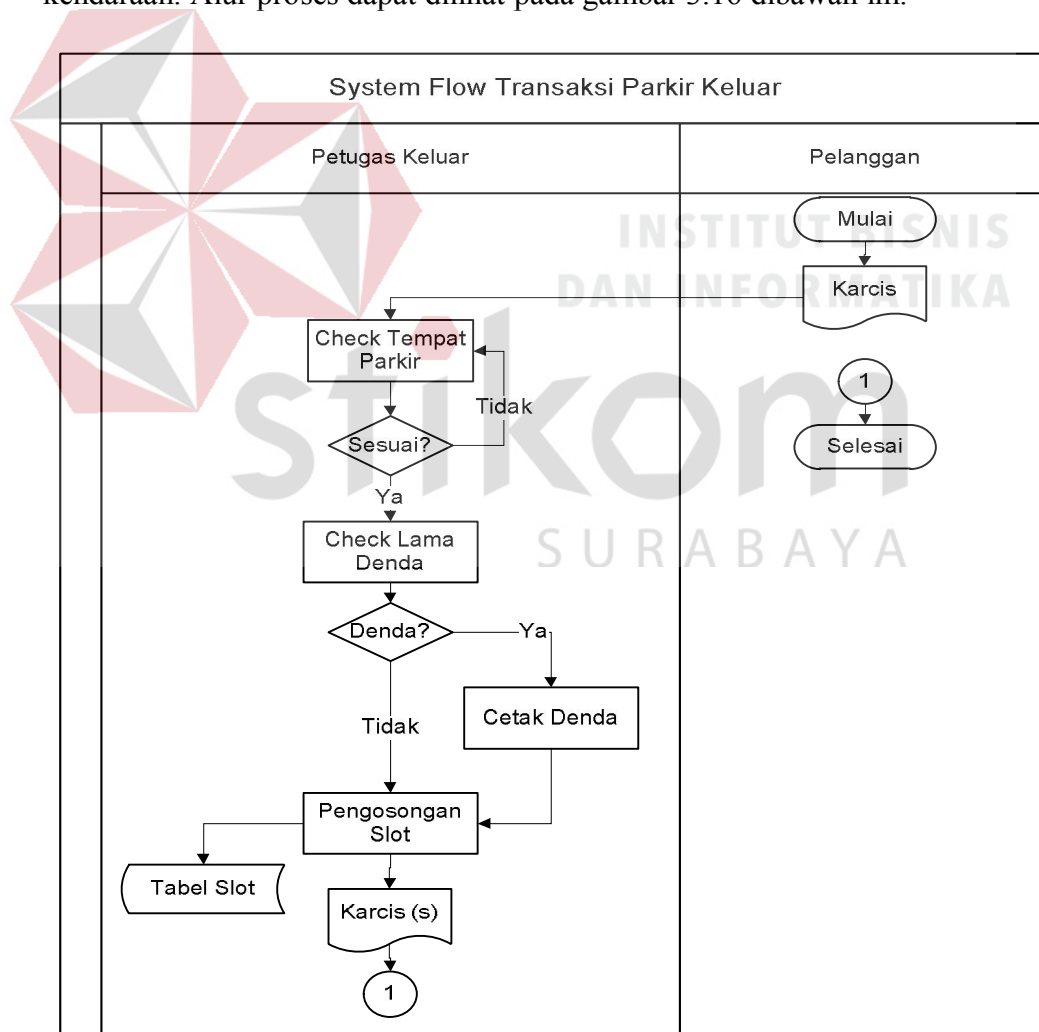 kendaraan. Alur proses dapat dilihat pada gambar 3.16 dibawah ini.
System Flow Transaksi Parkir Keluar
Petugas Keluar
Pelanggan
Mulai
Karcis
INSTITUT BISNIS
DAN INFORMATIKA
stikom
SURABAYA
Check Tempat
Parkir
Tidak
Sesuai?
Ya
1
Selesai
Check Lama
Denda
Denda?
Ya
Tidak
Cetak Denda
Pengosongan
Slot
Tabel Slot
Karcis (s)
1